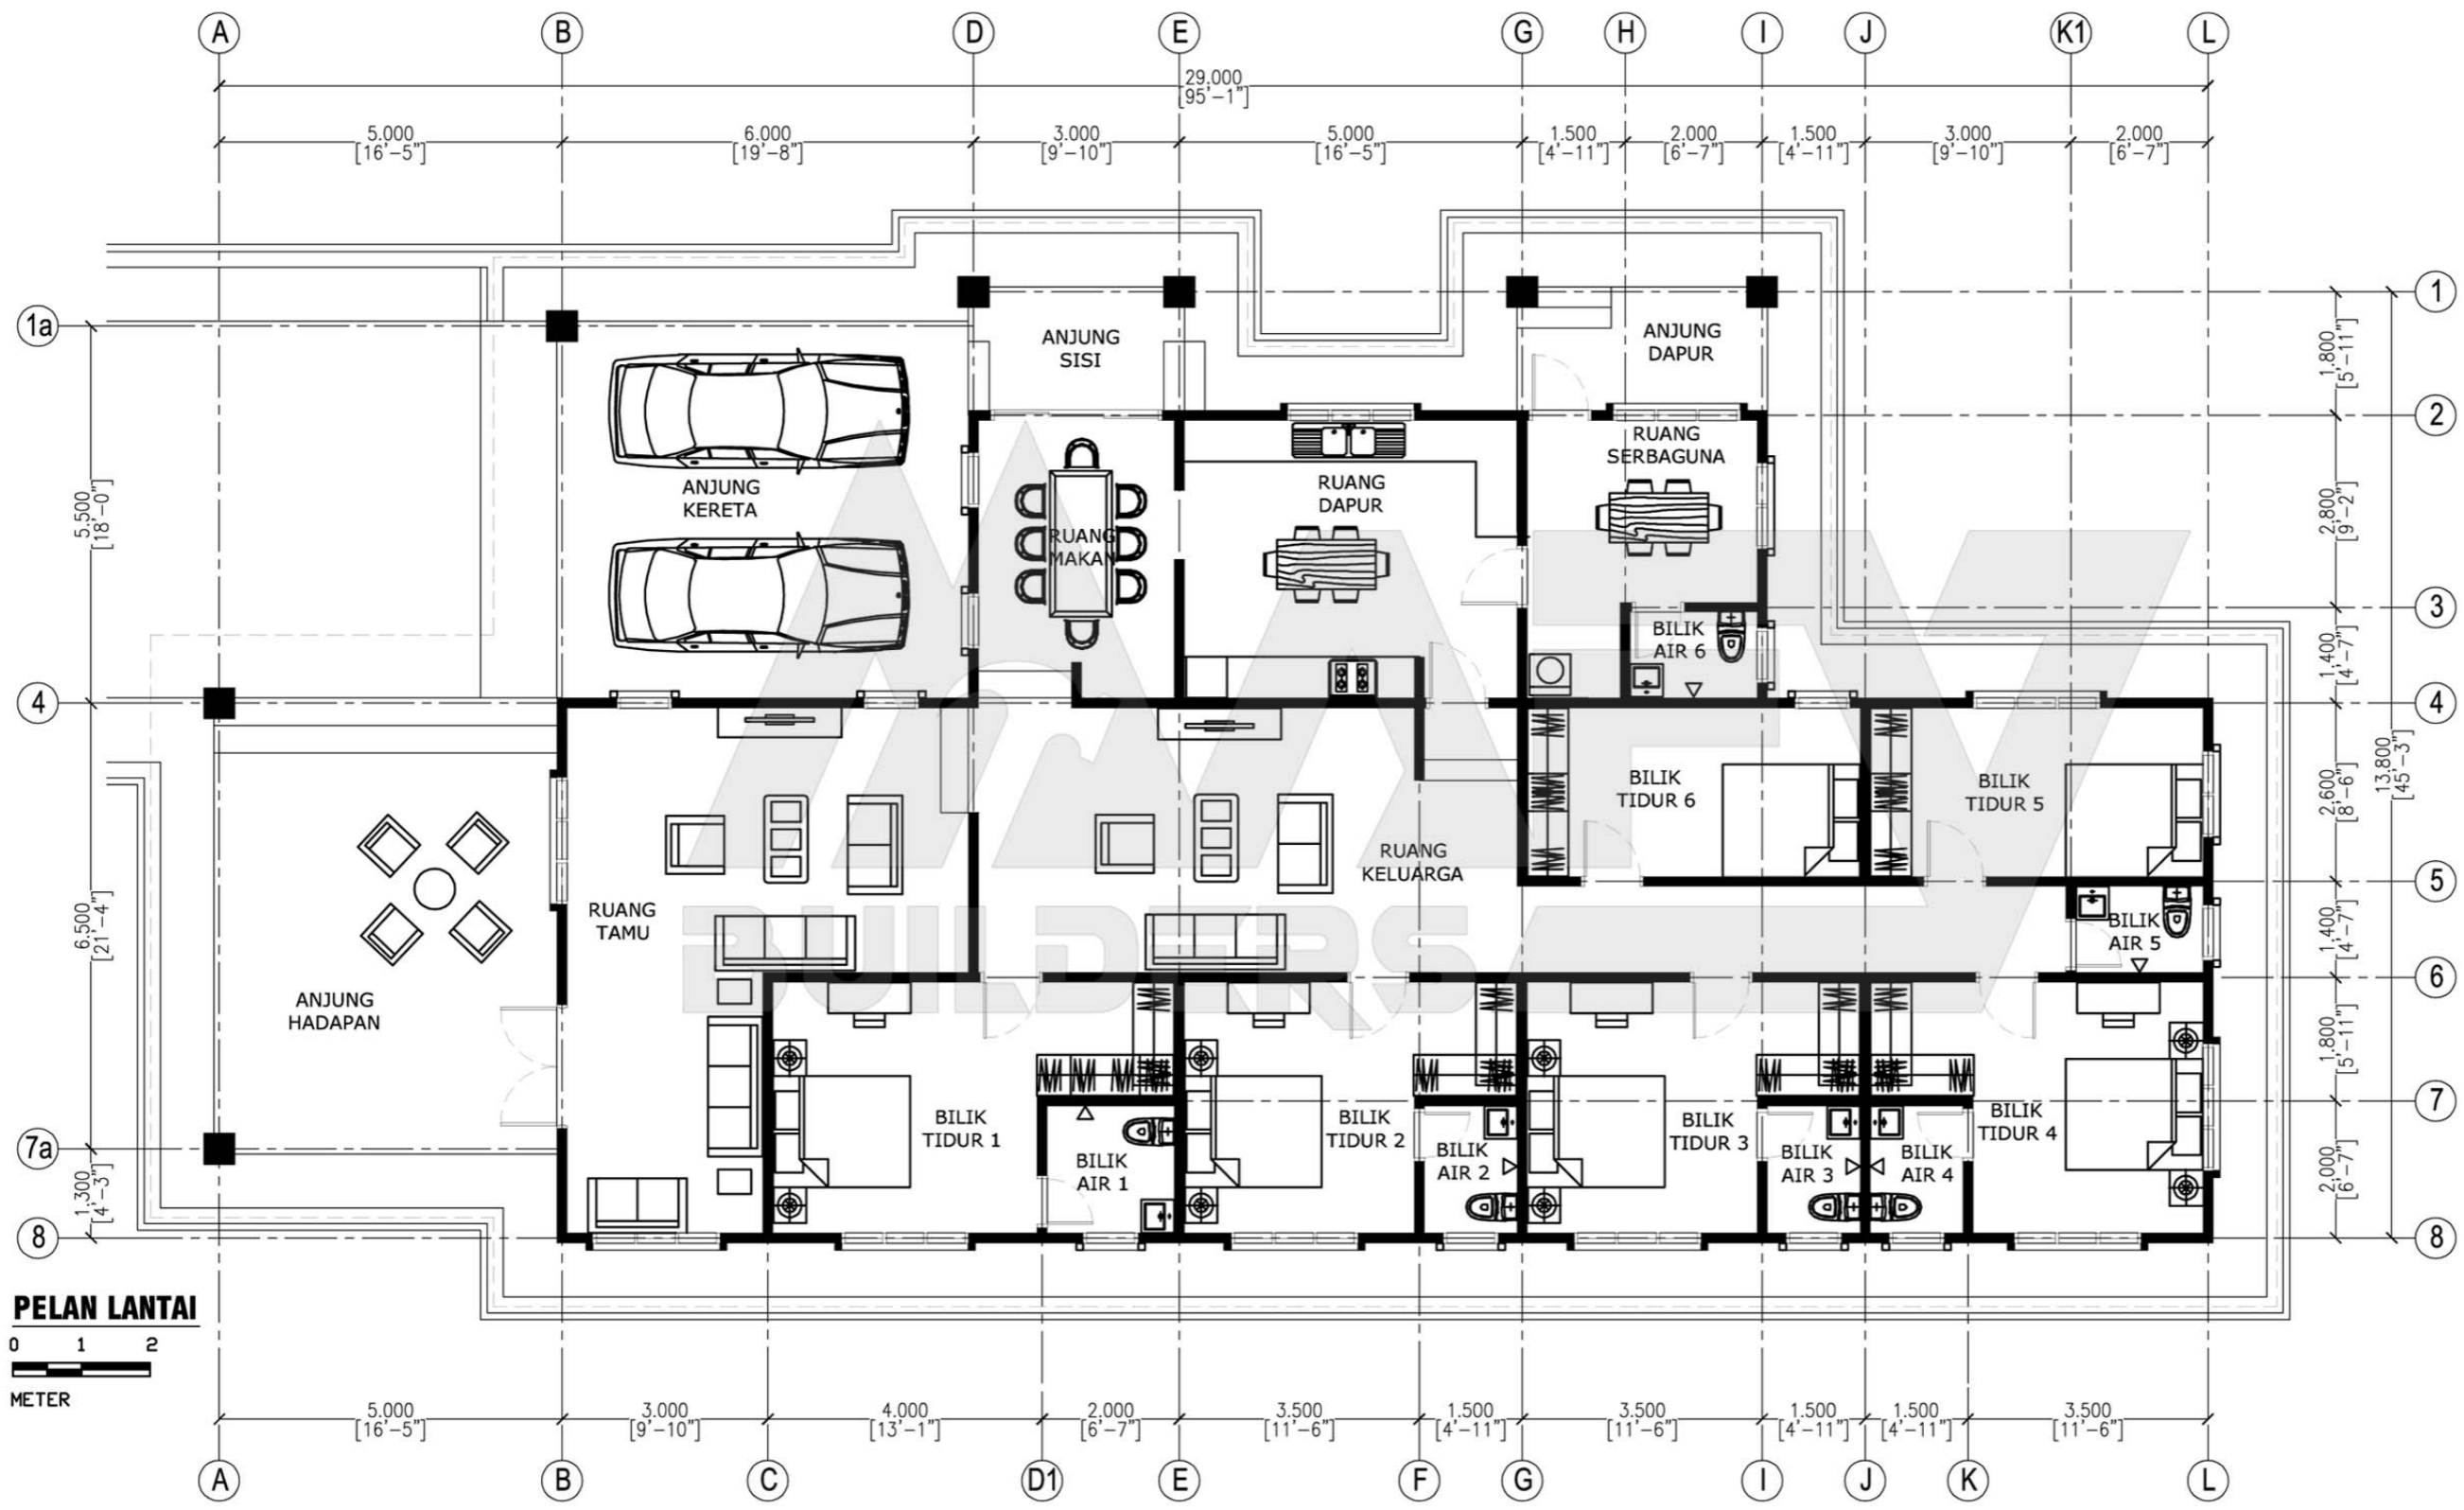 A B D E G H I J K1 L
29.000
[95'-1"]
5.000 6.000 3.000 5.000 1.500 2.000 1.500 3.000 2.000
[16'-5"] [19'-8"] [9'-10"] [16'-5"] [4'-11"] [6'-7"] [4'-11"] [9'-10"] [6'-7"]
1
1a
ANJUNG
SISI
ANJUNG
DAPUR
1.800
[5'-11"]
2
ANJUNG
KERETA
RUANG
MAKAN
RUANG
DAPUR
RUANG
SERBAGUNA
5.500
[18'-0"]
2.800
[9'-2"]
3
BILIK
AIR 6
1.400
[4'-7"]
4
4
BILIK
TIDUR 6
BILIK
TIDUR 5
2.600
[8'-6"]
13.800
[45'-3"]
RUANG
KELUARGA
5
RUANG
TAMU
6.500
[21'-4"]
BUILDERS
BILIK
AIR 5
1.400
[4'-7"]
6
ANJUNG
HADAPAN
1.800
[5'-11"]
7
BILIK
TIDUR 1
BILIK
AIR 1
BILIK
TIDUR 2
BILIK
AIR 2
BILIK
TIDUR 3
BILIK
AIR 3
BILIK
AIR 4
BILIK
TIDUR 4
7a
1.300
[4'-3"]
2.000
[6'-7"]
8
8
PELAN LANTAI
0 1 2
METER
5.000 3.000 4.000 2.000 3.500 1.500 3.500 1.500 1.500 3.500
[16'-5"] [9'-10"] [13'-1"] [6'-7"] [11'-6"] [4'-11"] [11'-6"] [4'-11"] [4'-11"] [11'-6"]
A B C D1 E F G I J K L